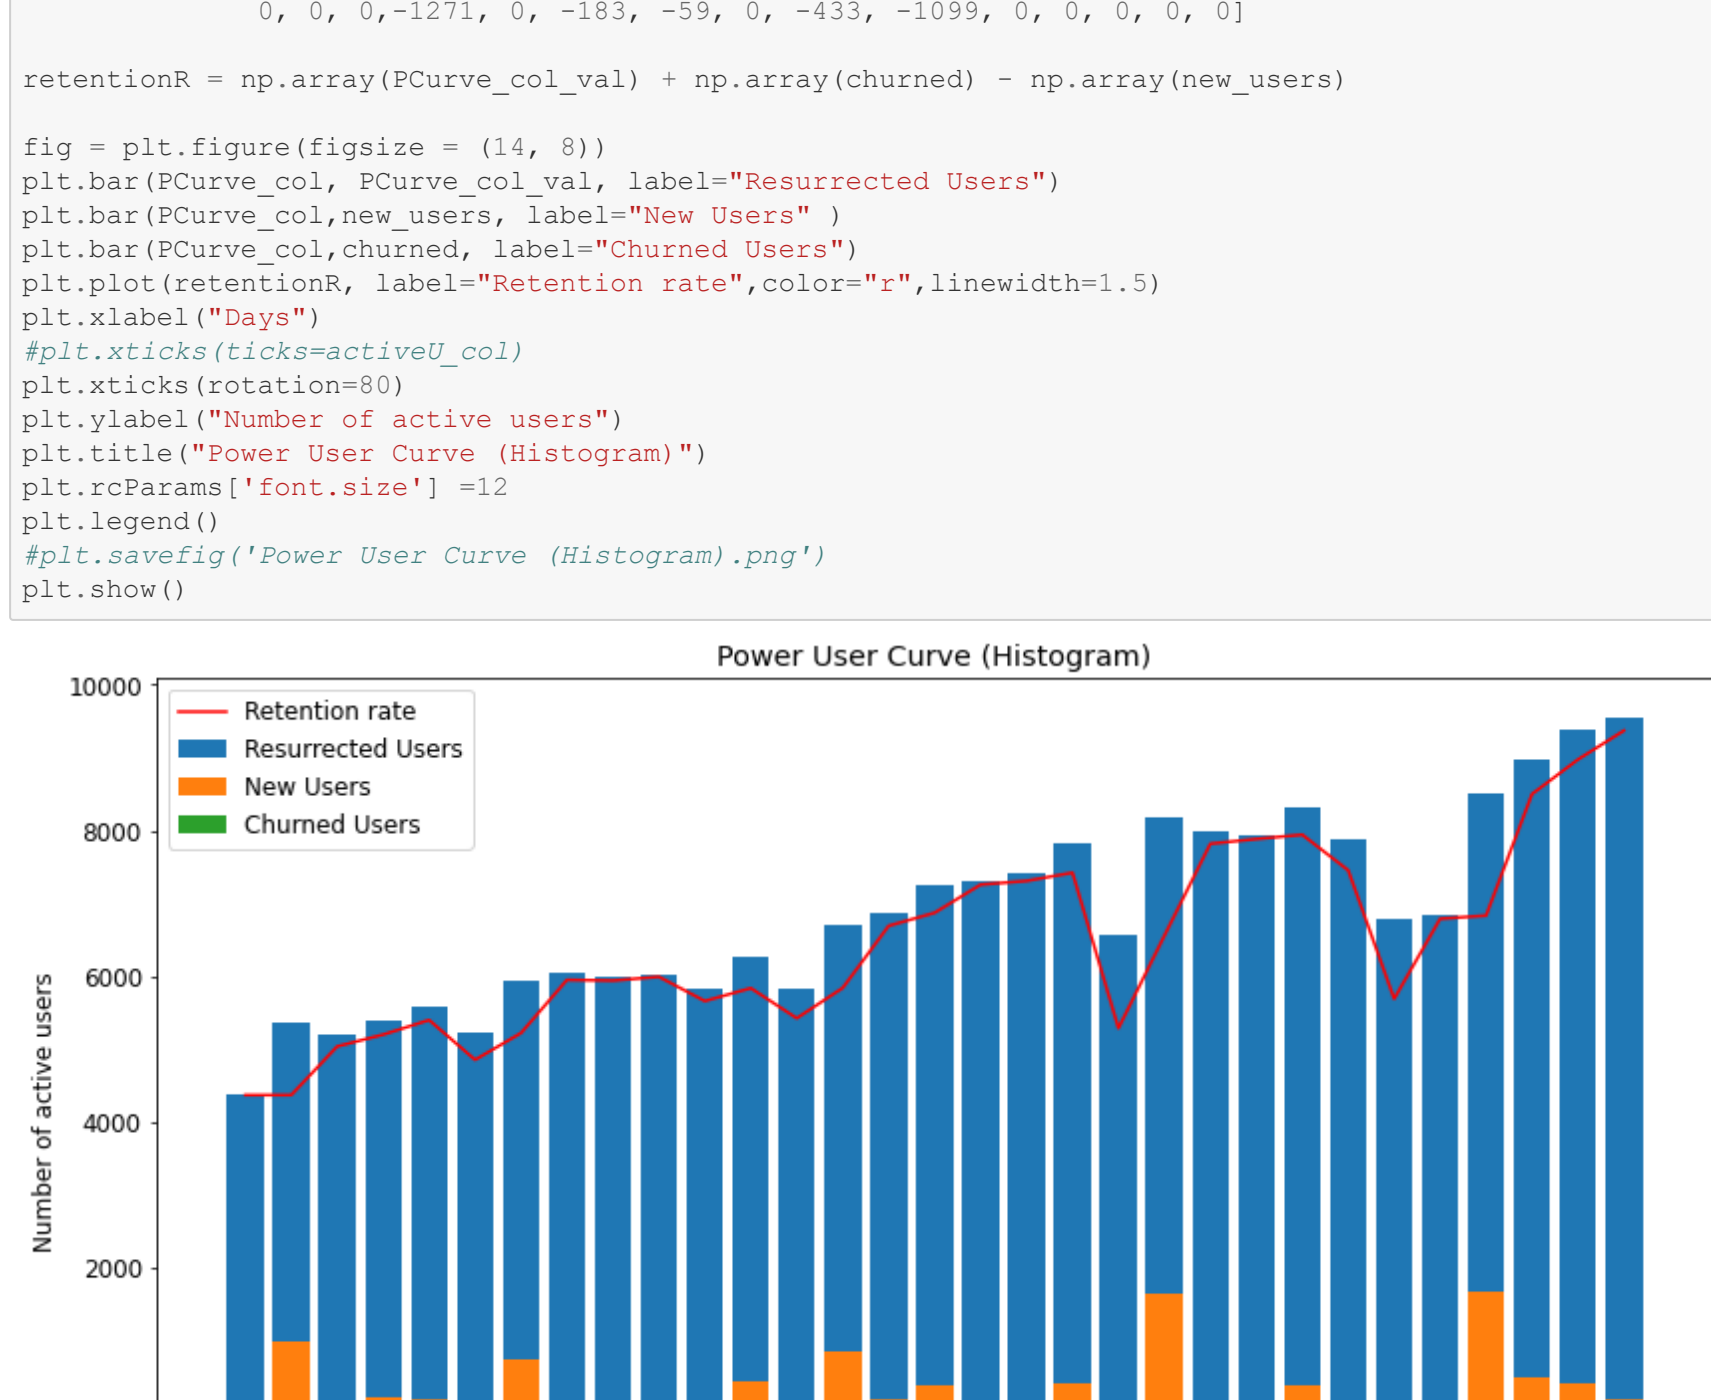 0, 0, 0,-1271, 0, -183, -59, 0, -433, -1099, 0, 0, 0, 0, 0]
retentionR = np.array(PCurve_col_val) + np.array(churned) - np.array(new_users)
fig = plt.figure(figsize = (14, 8))
plt.bar(PCurve_col, PCurve_col_val, label="Resurrected Users")
plt.bar(PCurve_col,new_users, label="New Users" )
plt.bar(PCurve_col,churned, label="Churned Users")
plt.plot(retentionR, label="Retention rate",color="r",linewidth=1.5)
plt.xlabel("Days")
#plt.xticks(ticks=activeU_col)
plt.xticks(rotation=80)
plt.ylabel("Number of active users")
plt.title("Power User Curve (Histogram)")
plt.rcParams['font.size'] =12
plt.legend()
#plt.savefig('Power User Curve (Histogram).png')
plt.show()
Power User Curve (Histogram)
10000
Retention rate
Resurrected Users
New Users
Churned Users
8000
6000
4000
2000
Number of active users